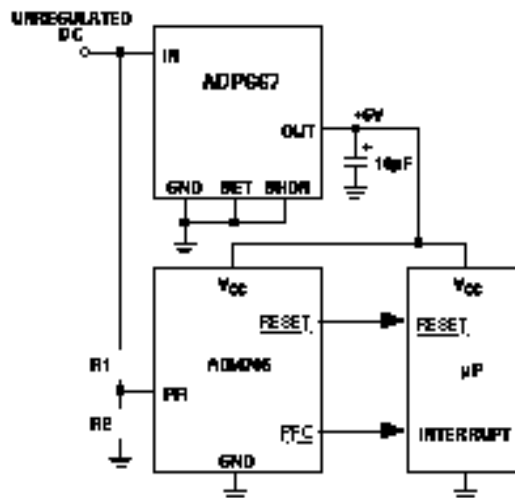 UNREGULATED
DC
IN
ADP667
OUT
+5V
+
10µF
GND SET SHDN
VCC
VCC
RESET
RESET
R1
PFI
µP
R2
PFO
INTERRUPT
GND